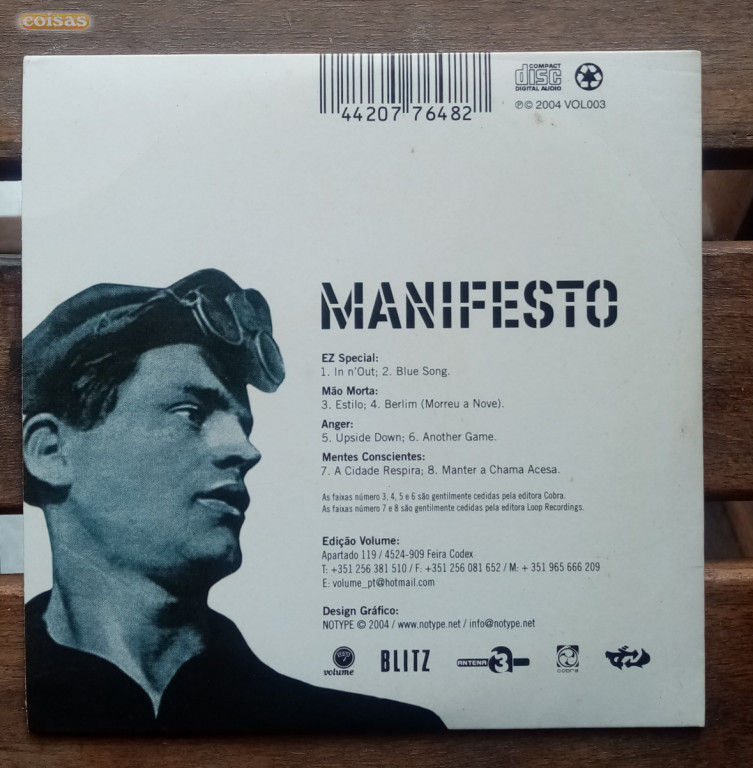 coisas
44207 76482
COMPACT
disc
DIGITAL AUDIO
℗© 2004 VOL003
MANIFESTO
EZ Special:
1. In n'Out; 2. Blue Song.
Mão Morta:
3. Estilo; 4. Berlim (Morreu a Nove).
Anger:
5. Upside Down; 6. Another Game.
Mentes Conscientes:
7. A Cidade Respira; 8. Manter a Chama Acesa.
As faixas número 3, 4, 5 e 6 são gentilmente cedidas pela editora Cobra.
As faixas número 7 e 8 são gentilmente cedidas pela editora Loop Recordings.
Edição Volume:
Apartado 119 / 4524-909 Feira Codex
T: +351 256 381 510 / F: +351 256 081 652 / M: + 351 965 666 209
E: volume_pt@hotmail.com
Design Gráfico:
NOTYPE © 2004 / www.notype.net / info@notype.net
volume BLITZ ANTENA 3 cobra